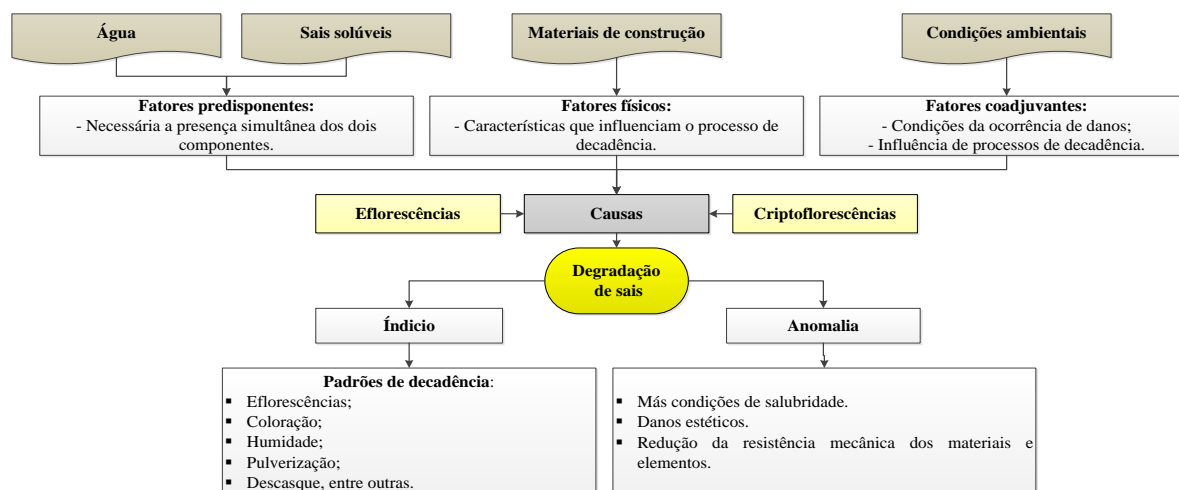 Água
Sais solúveis
Materiais de construção
Condições ambientais
Fatores predisponentes:
- Necessária a presença simultânea dos dois
componentes.
Fatores físicos:
- Características que influenciam o processo de
decadência.
Fatores coadjuvantes:
- Condições da ocorrência de danos;
- Influência de processos de decadência.
Eflorescências
Causas
Criptoflorescências
Degradação
de sais
Índicio
Anomalia
Padrões de decadência:
▪ Eflorescências;
▪ Coloração;
▪ Humidade;
▪ Pulverização;
▪ Descasque, entre outras.
▪ Más condições de salubridade.
▪ Danos estéticos.
▪ Redução da resistência mecânica dos materiais e
elementos.